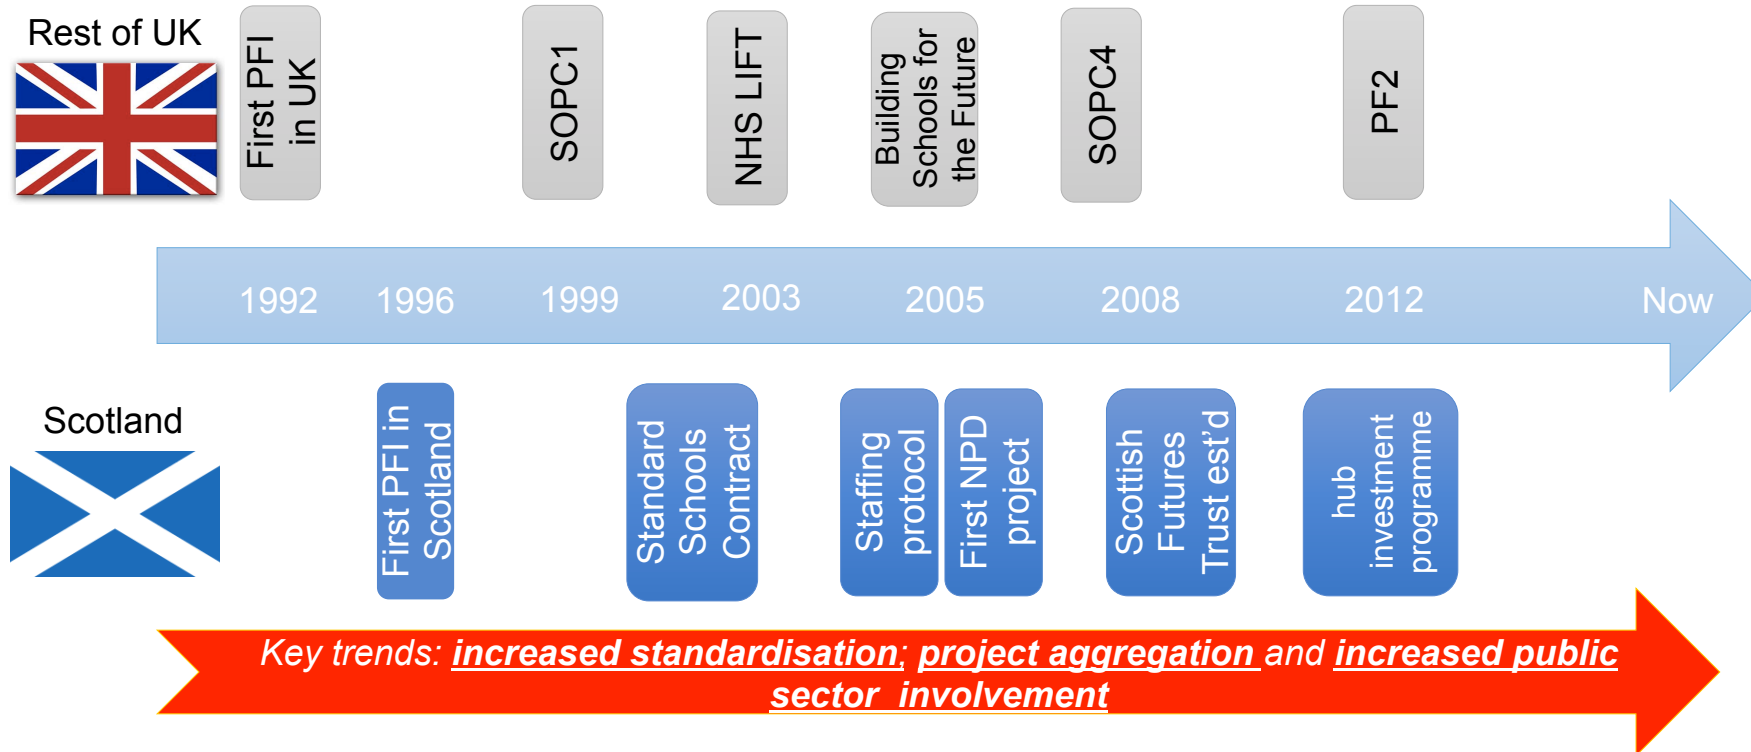 Rest of UK
First PFI
in UK
SOPC1
NHS LIFT
Building
Schools for
the Future
SOPC4
PF2
1992
1996
1999
2003
2005
2008
2012
Now
Scotland
First PFI in
Scotland
Standard
Schools
Contract
Staffing
protocol
First NPD
project
Scottish
Futures
Trust est’d
hub
investment
programme
Key trends: increased standardisation; project aggregation and increased public
sector involvement